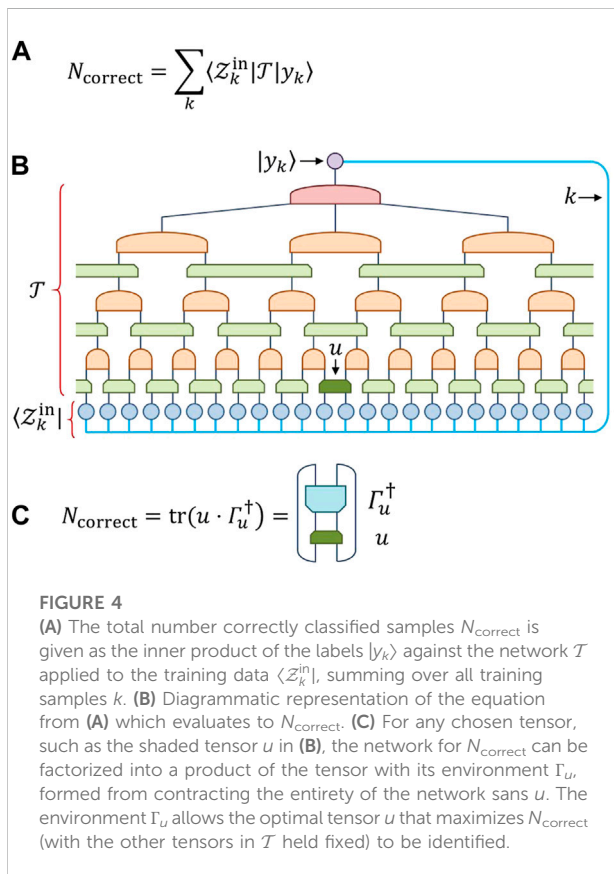 A
N_correct = ∑_k ⟨𝒵_k^in|𝒯|y_k⟩
B
|y_k⟩
k
𝒯
u
⟨𝒵_k^in|
C
N_correct = tr(u · Γ_u^†) =
Γ_u^†
u
FIGURE 4
(A) The total number correctly classified samples N_correct is
given as the inner product of the labels |y_k⟩ against the network 𝒯
applied to the training data ⟨𝒵_k^in|, summing over all training
samples k. (B) Diagrammatic representation of the equation
from (A) which evaluates to N_correct. (C) For any chosen tensor,
such as the shaded tensor u in (B), the network for N_correct can be
factorized into a product of the tensor with its environment Γ_u,
formed from contracting the entirety of the network sans u. The
environment Γ_u allows the optimal tensor u that maximizes N_correct
(with the other tensors in 𝒯 held fixed) to be identified.